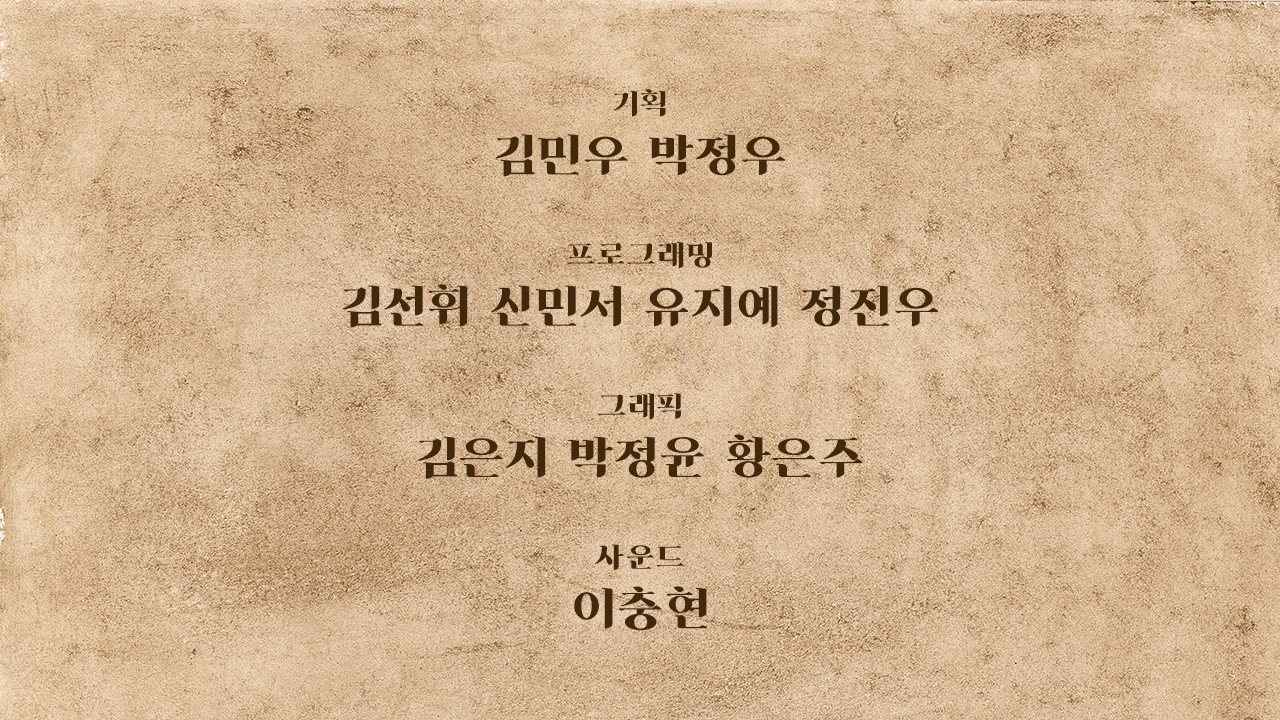 기획
김민우 박정우
프로그래밍
김선휘 신민서 유지예 정진우
그래픽
김은지 박정윤 황은주
사운드
이충현